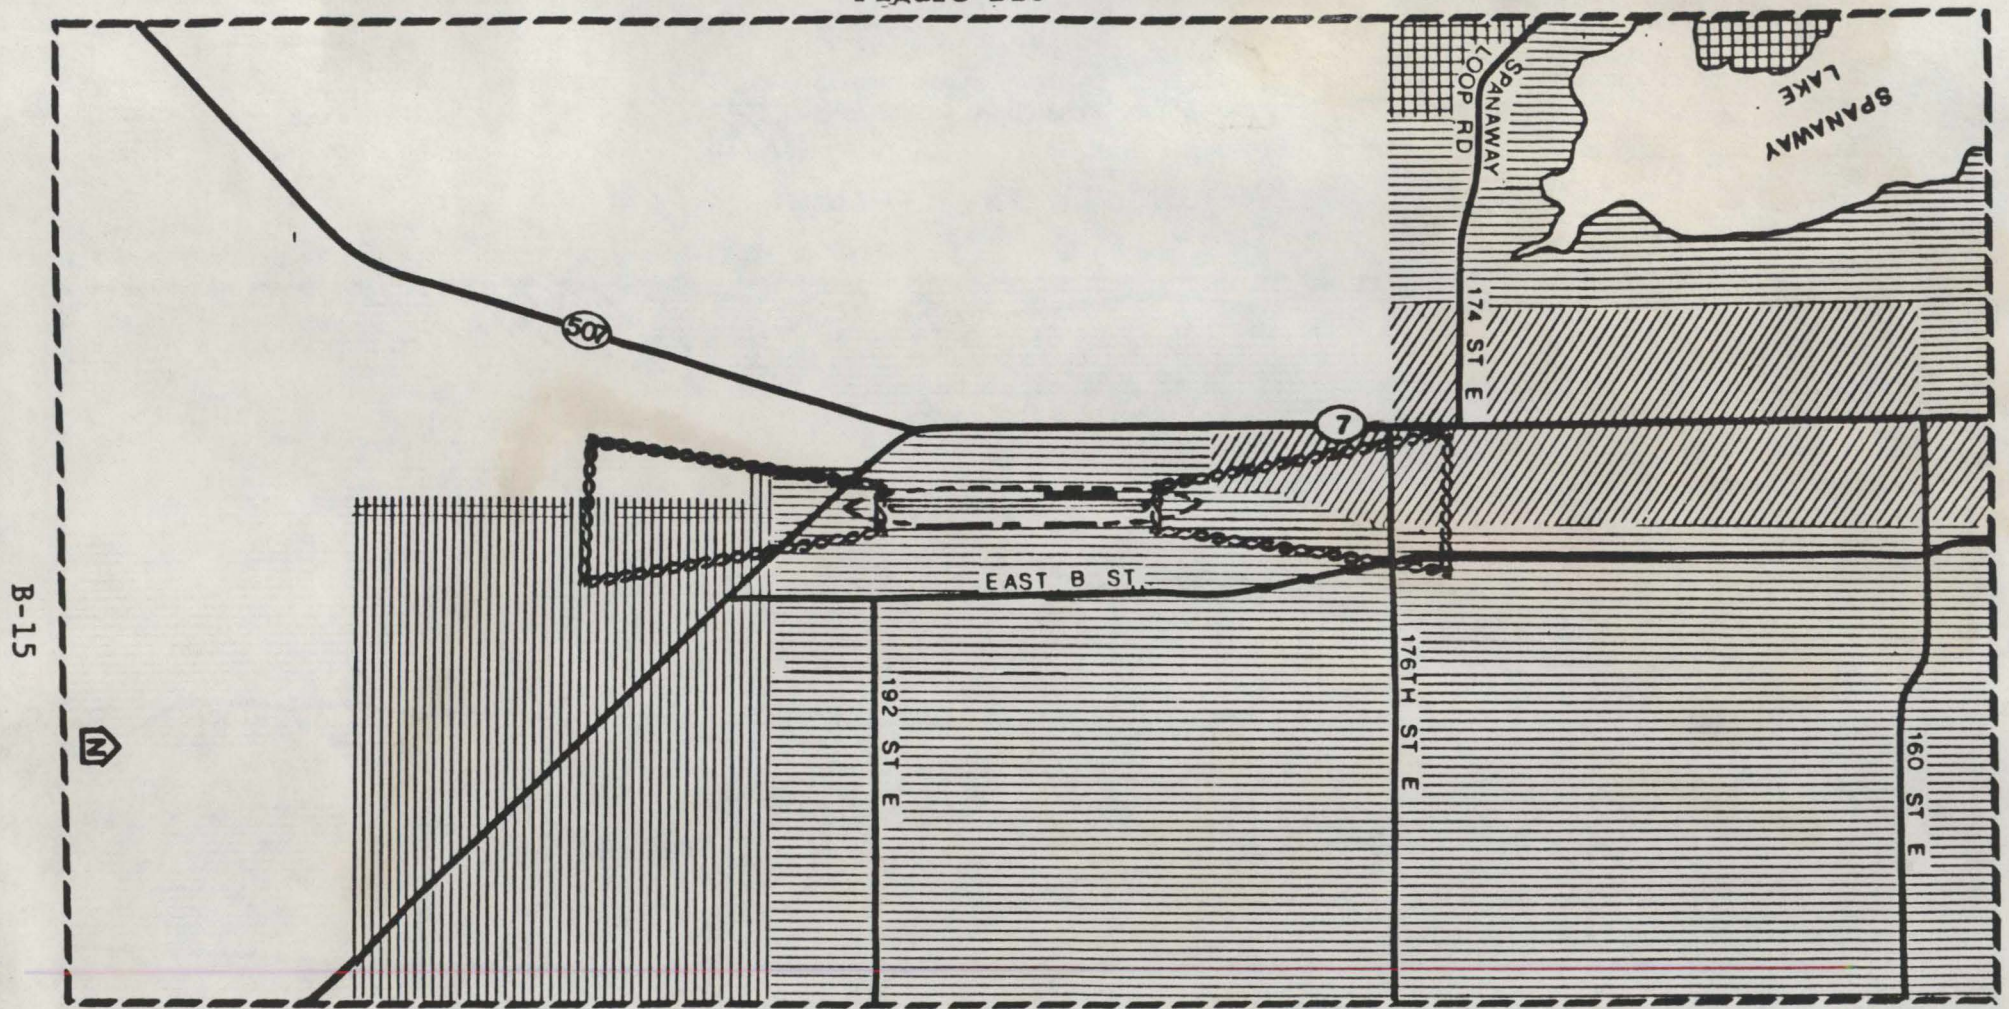 SPANAWAY
LOOP RD
SPANAWAY
LAKE
174 ST E
507
7
EAST B ST.
192 ST E
176TH ST E
160 ST E
N
B-15